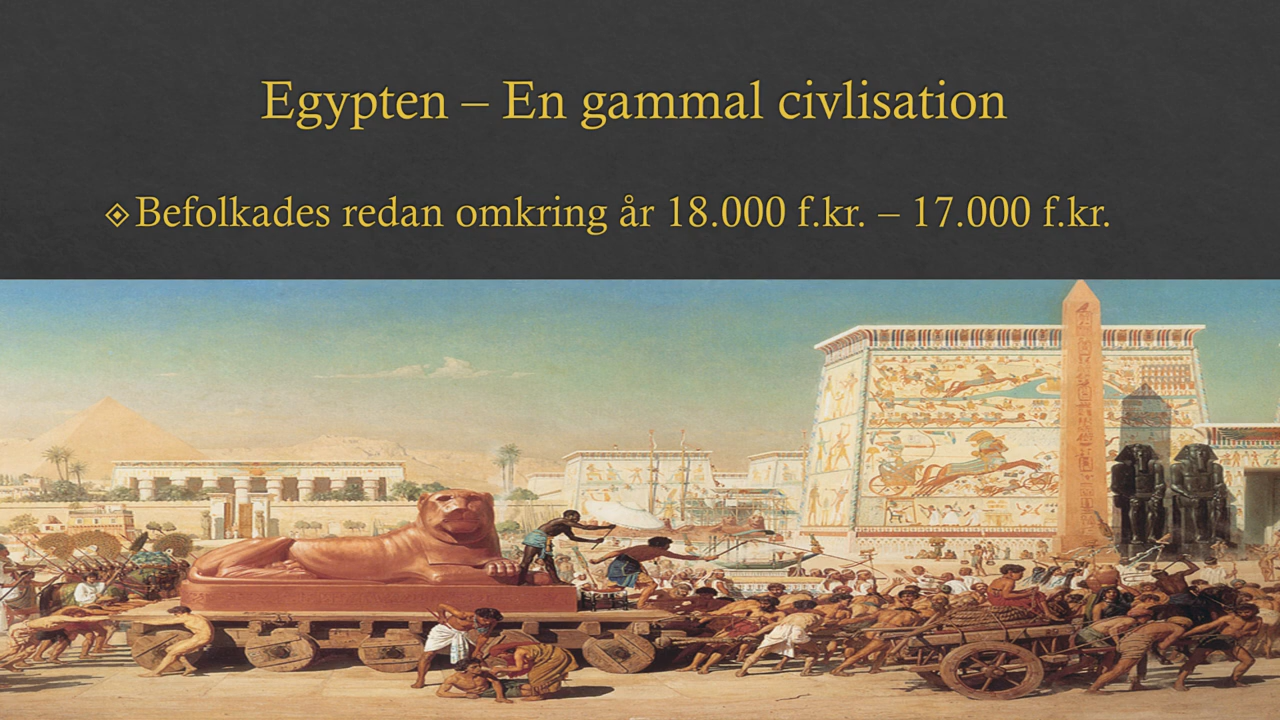 Egypten – En gammal civlisation
Befolkades redan omkring år 18.000 f.kr. – 17.000 f.kr.